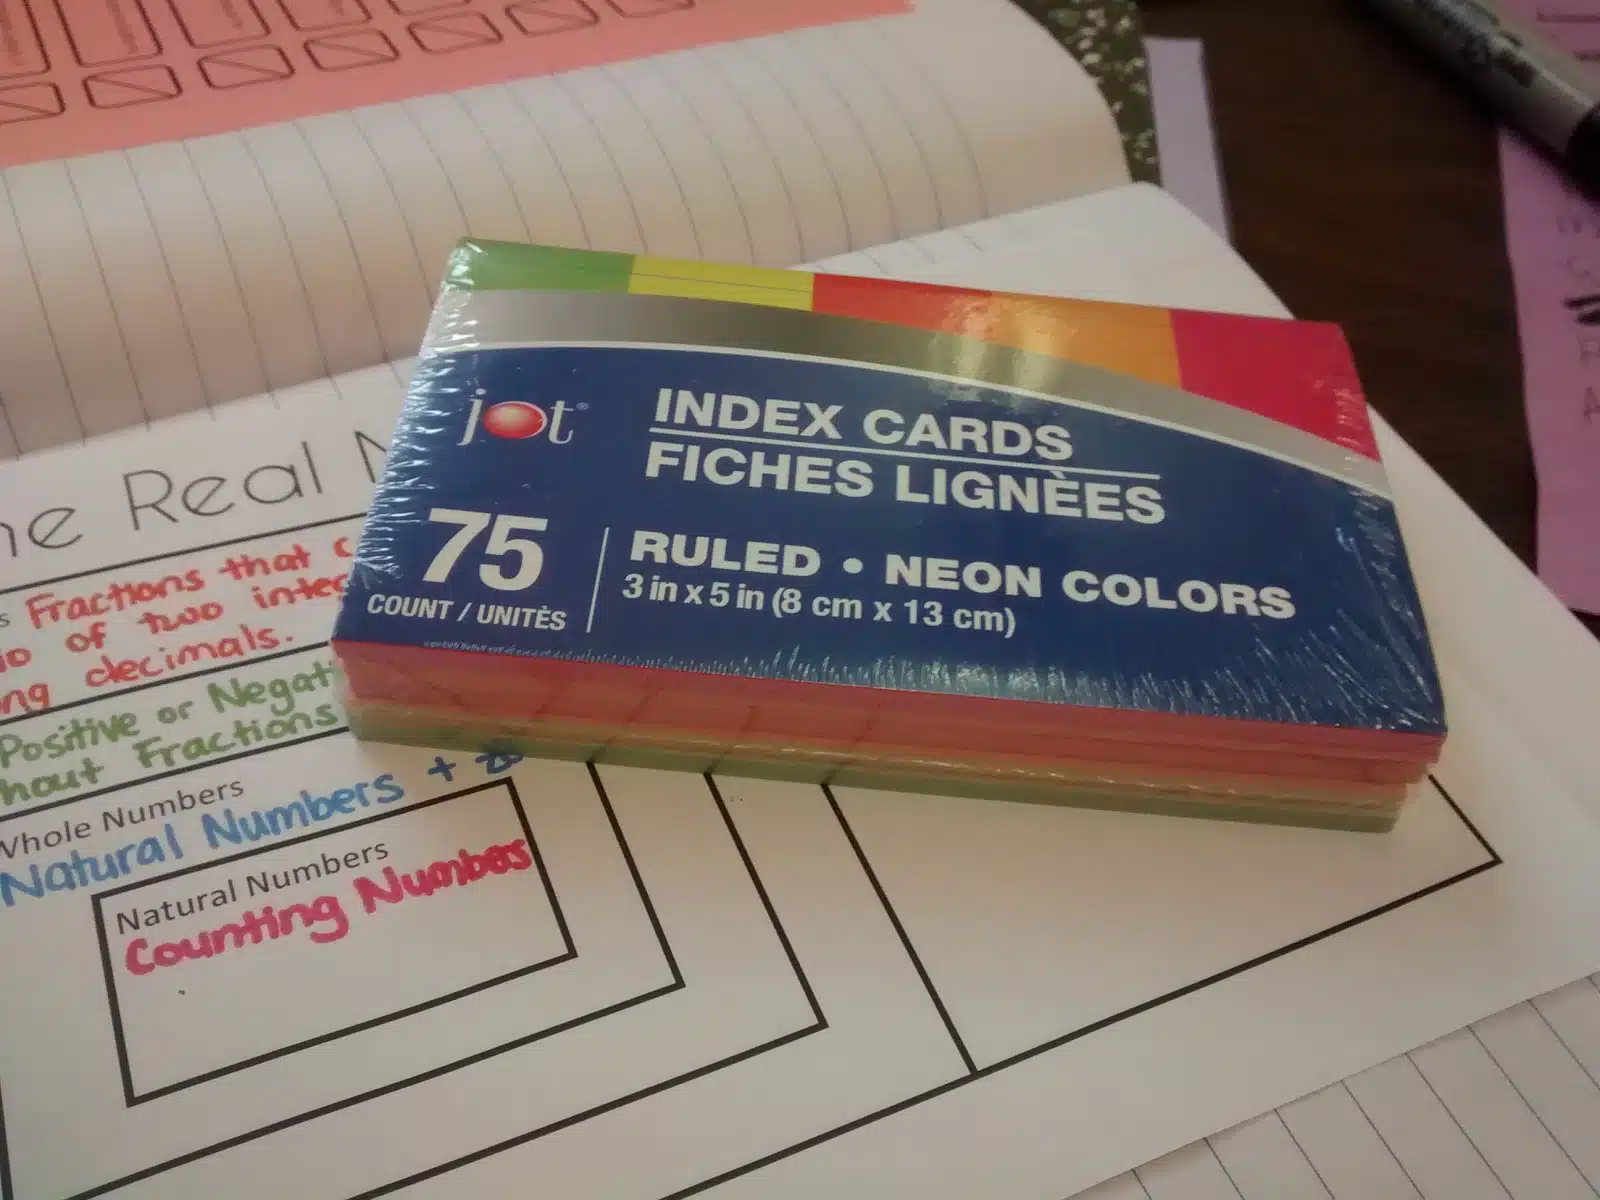 jot®
INDEX CARDS
FICHES LIGNÈES
75
COUNT / UNITÈS
RULED • NEON COLORS
3 in x 5 in (8 cm x 13 cm)
Real
Fractions that
of two
decimals.
Positive or Negat
hout Fractions
Whole Numbers
Natural Numbers +
Natural Numbers
Counting Numbers